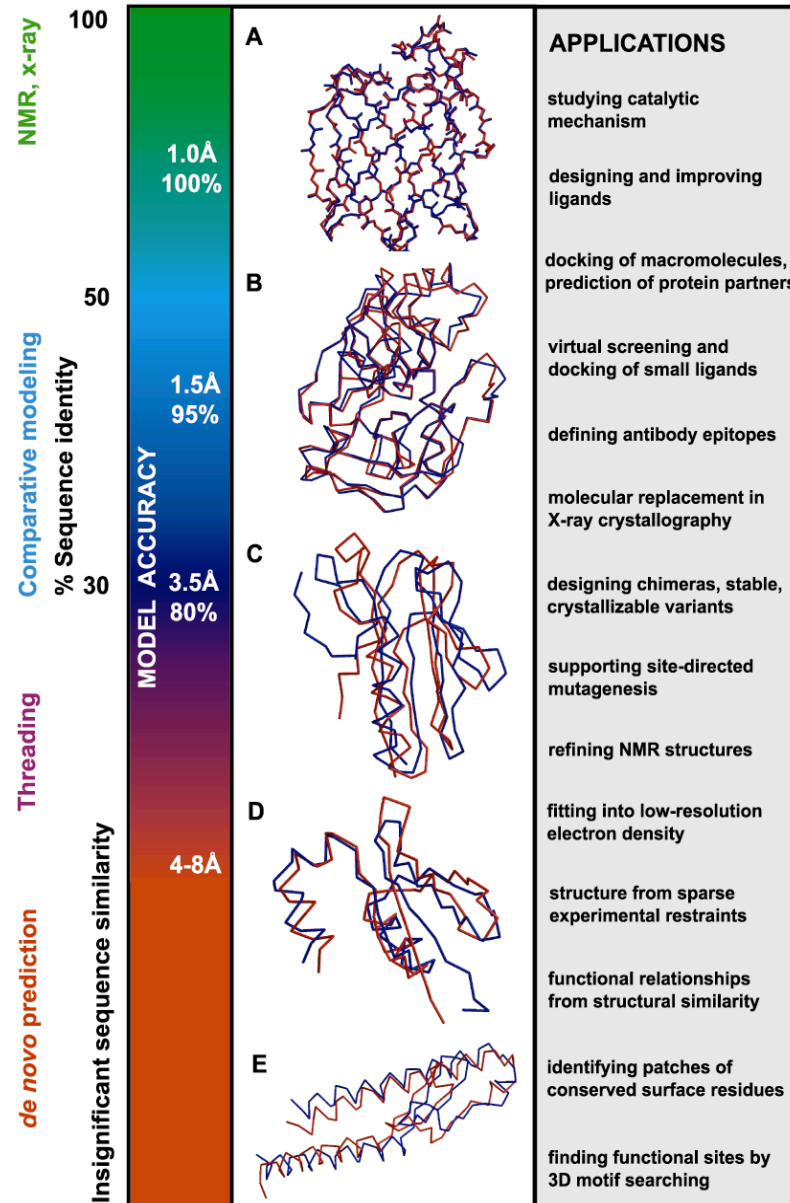 NMR, x-ray
Comparative modeling
Threading
de novo prediction
100
50
% Sequence identity
30
Insignificant sequence similarity
MODEL ACCURACY
1.0Å
100%
1.5Å
95%
3.5Å
80%
4-8Å
A
B
C
D
E
APPLICATIONS
studying catalytic
mechanism
designing and improving
ligands
docking of macromolecules,
prediction of protein partners
virtual screening and
docking of small ligands
defining antibody epitopes
molecular replacement in
X-ray crystallography
designing chimeras, stable,
crystallizable variants
supporting site-directed
mutagenesis
refining NMR structures
fitting into low-resolution
electron density
structure from sparse
experimental restraints
functional relationships
from structural similarity
identifying patches of
conserved surface residues
finding functional sites by
3D motif searching